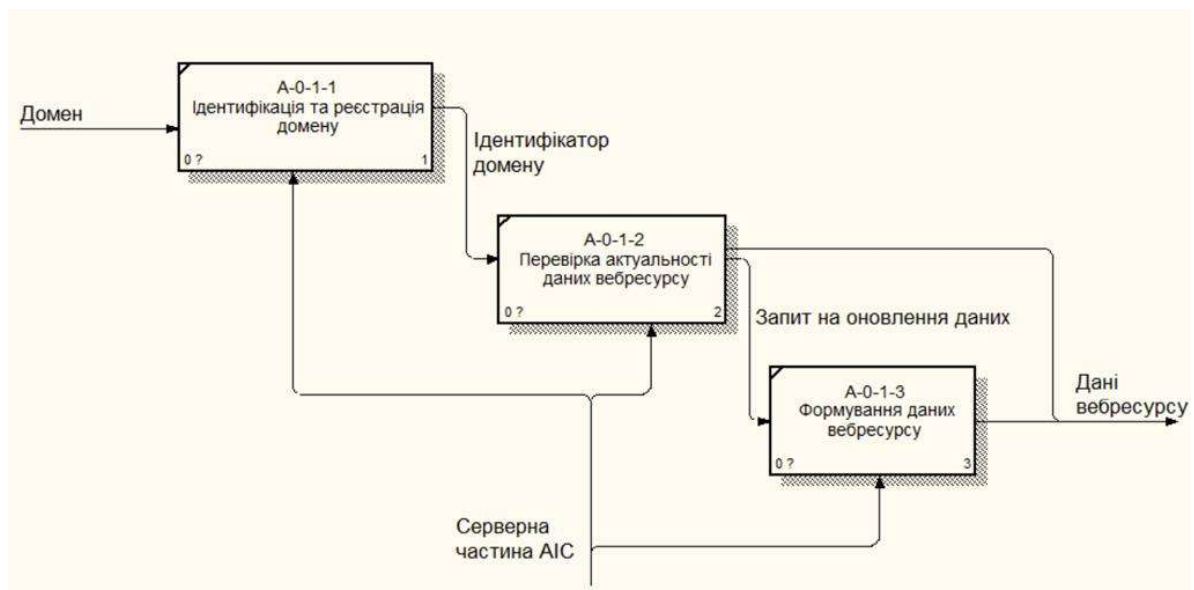 Домен
A-0-1-1
Ідентифікація та реєстрація
домену
0 ?
1
Ідентифікатор
домену
A-0-1-2
Перевірка актуальності
даних вебресурсу
0 ?
2
Запит на оновлення даних
A-0-1-3
Формування даних
вебресурсу
0 ?
3
Дані
вебресурсу
Серверна
частина АІС